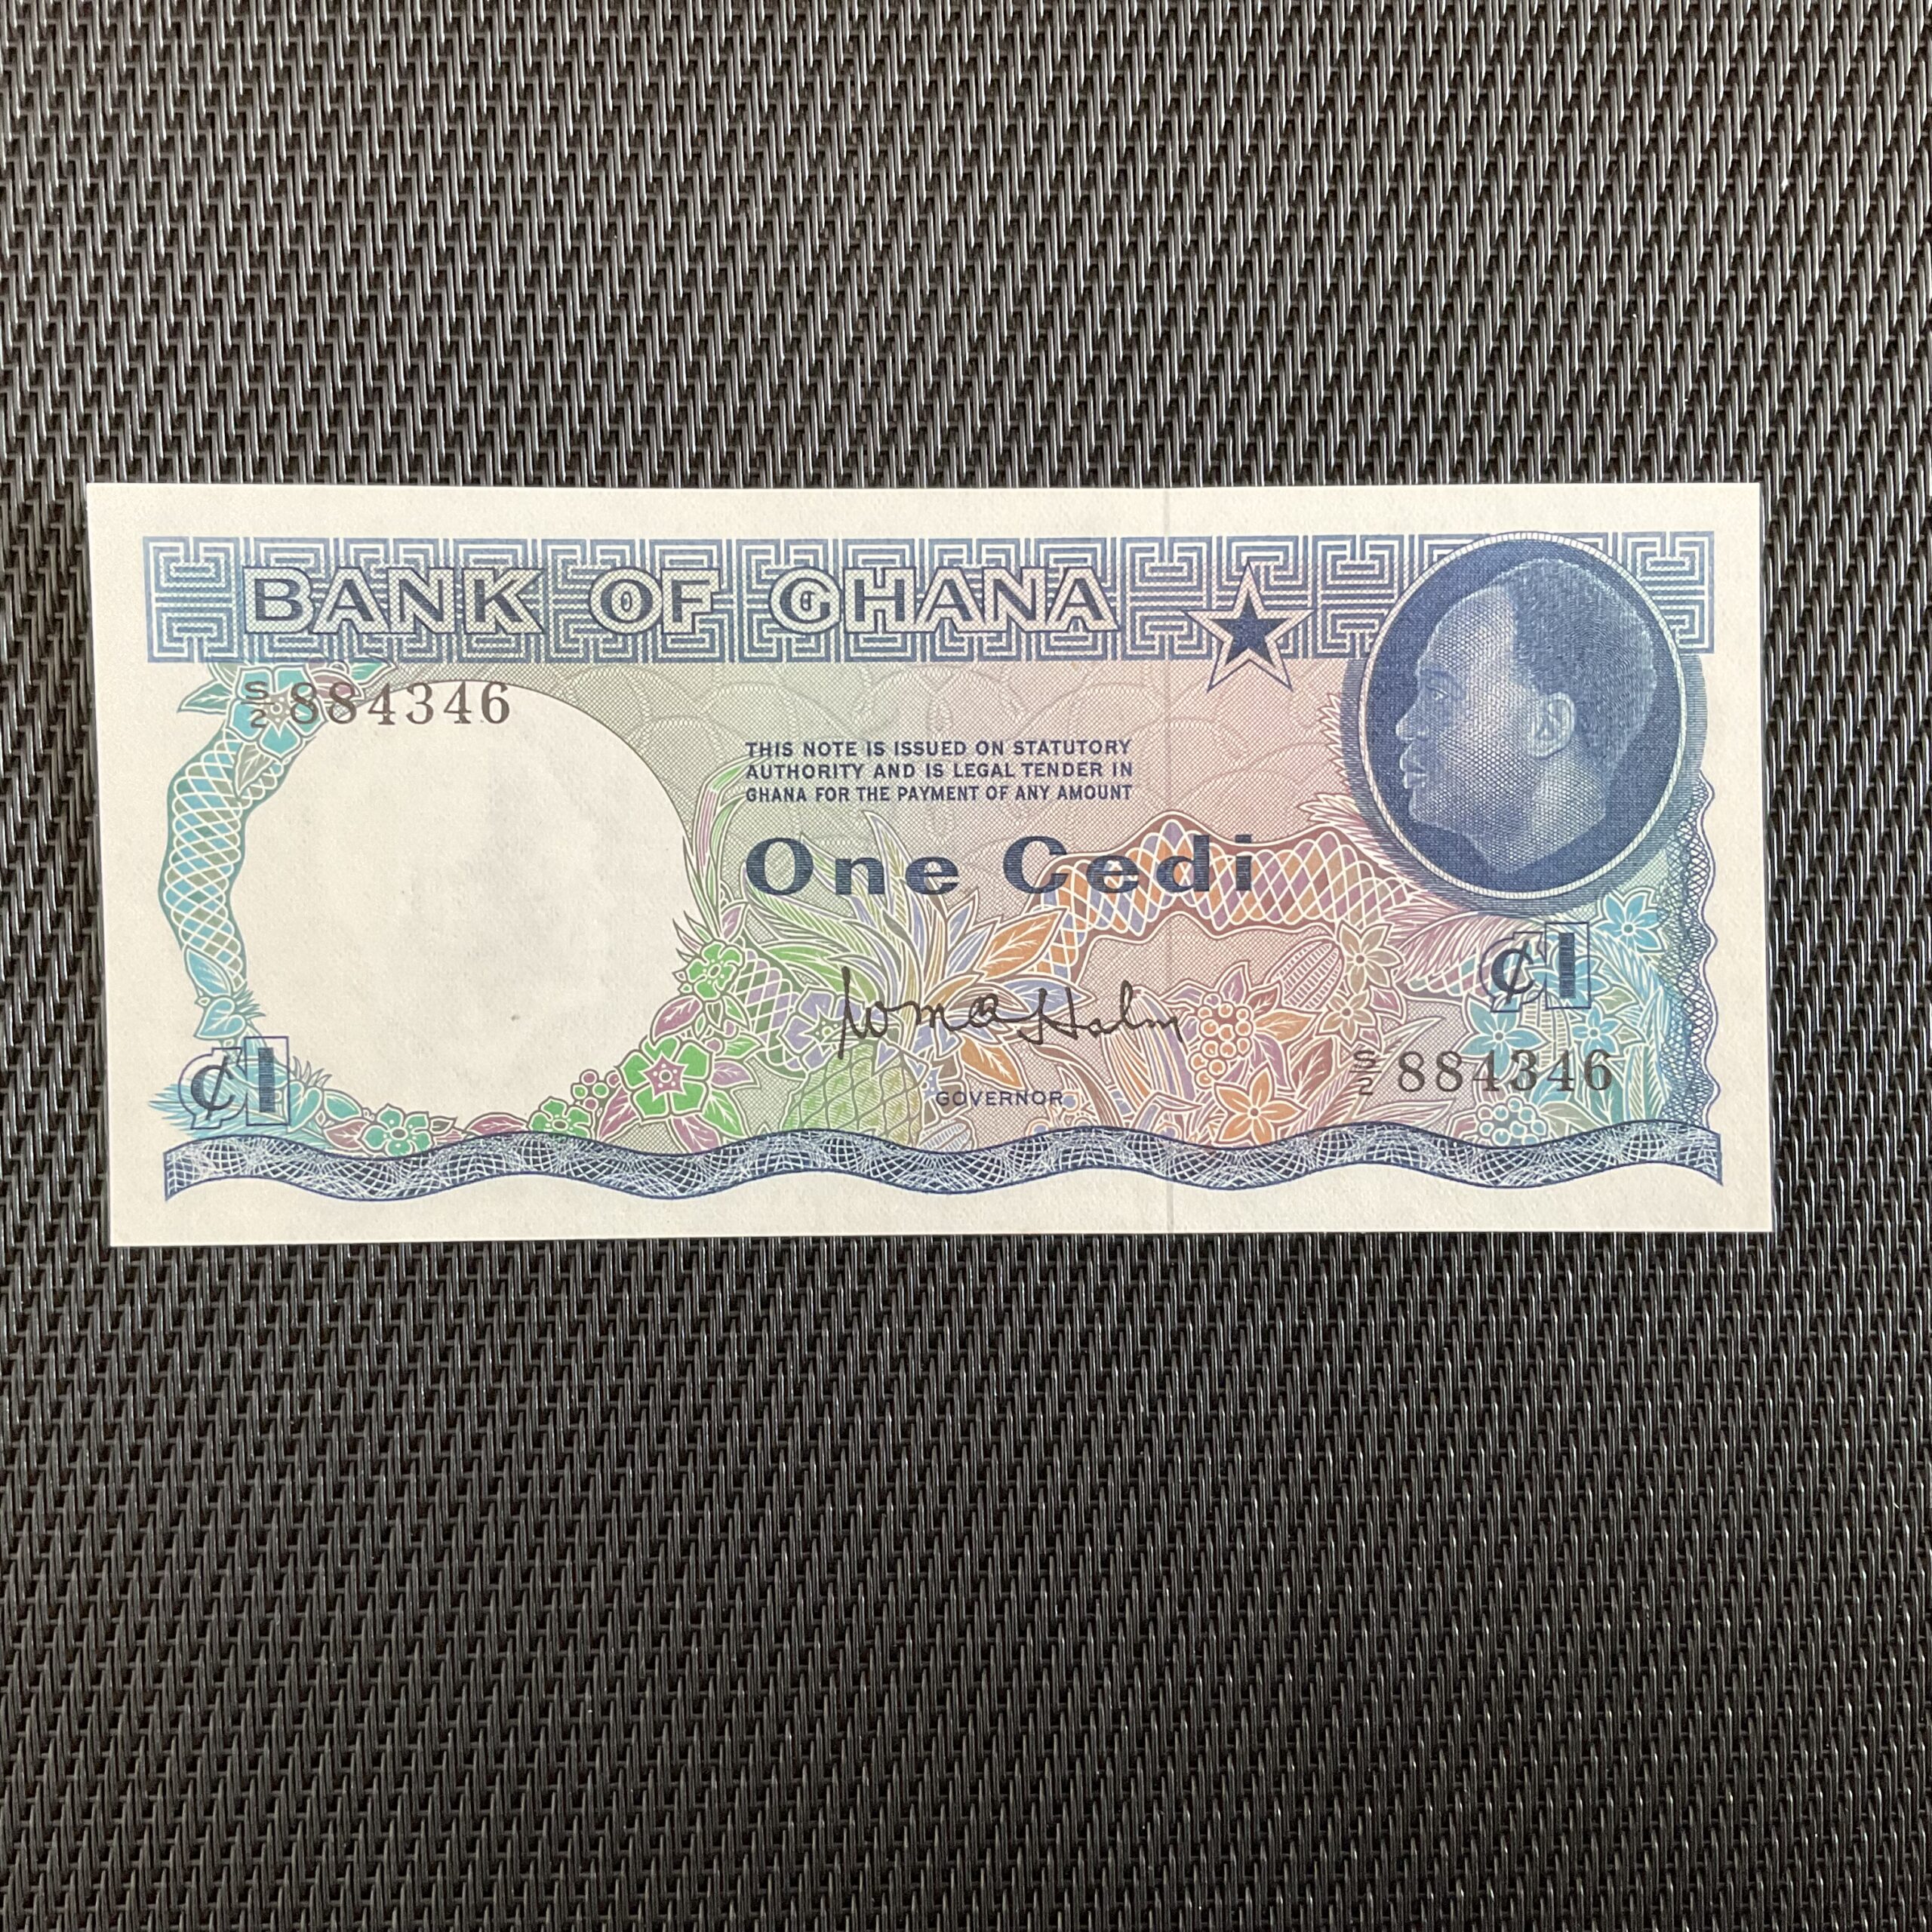 BANK OF GHANA
S/2 884346
THIS NOTE IS ISSUED ON STATUTORY
AUTHORITY AND IS LEGAL TENDER IN
GHANA FOR THE PAYMENT OF ANY AMOUNT
One Cedi
₵1
GOVERNOR
₵1
S/2 884346